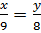 x/9 = y/8